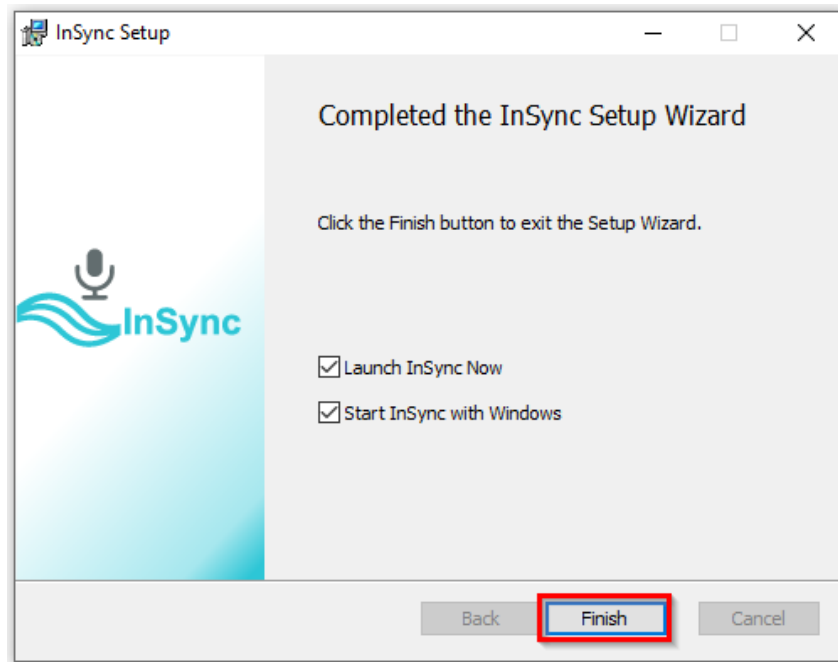 InSync Setup
Completed the InSync Setup Wizard
Click the Finish button to exit the Setup Wizard.
InSync
Launch InSync Now
Start InSync with Windows
Back
Finish
Cancel